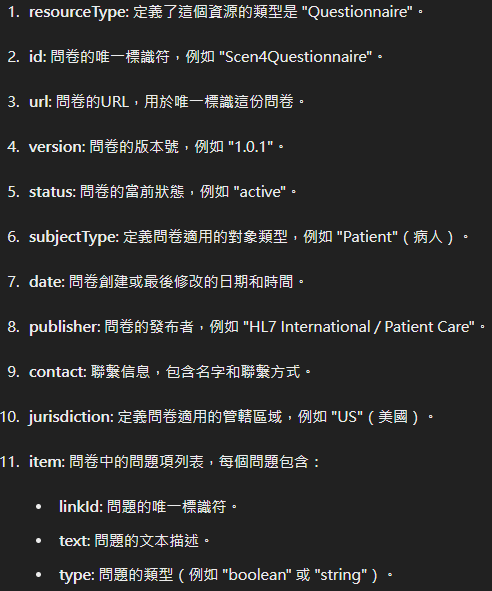 1. resourceType: 定義了這個資源的類型是 "Questionnaire"。
2. id: 問卷的唯一標識符，例如 "Scen4Questionnaire"。
3. url: 問卷的URL，用於唯一標識這份問卷。
4. version: 問卷的版本號，例如 "1.0.1"。
5. status: 問卷的當前狀態，例如 "active"。
6. subjectType: 定義問卷適用的對象類型，例如 "Patient"（病人）。
7. date: 問卷創建或最後修改的日期和時間。
8. publisher: 問卷的發布者，例如 "HL7 International / Patient Care"。
9. contact: 聯繫信息，包含名字和聯繫方式。
10. jurisdiction: 定義問卷適用的管轄區域，例如 "US"（美國）。
11. item: 問卷中的問題項列表，每個問題包含：
• linkId: 問題的唯一標識符。
• text: 問題的文本描述。
• type: 問題的類型（例如 "boolean" 或 "string"）。